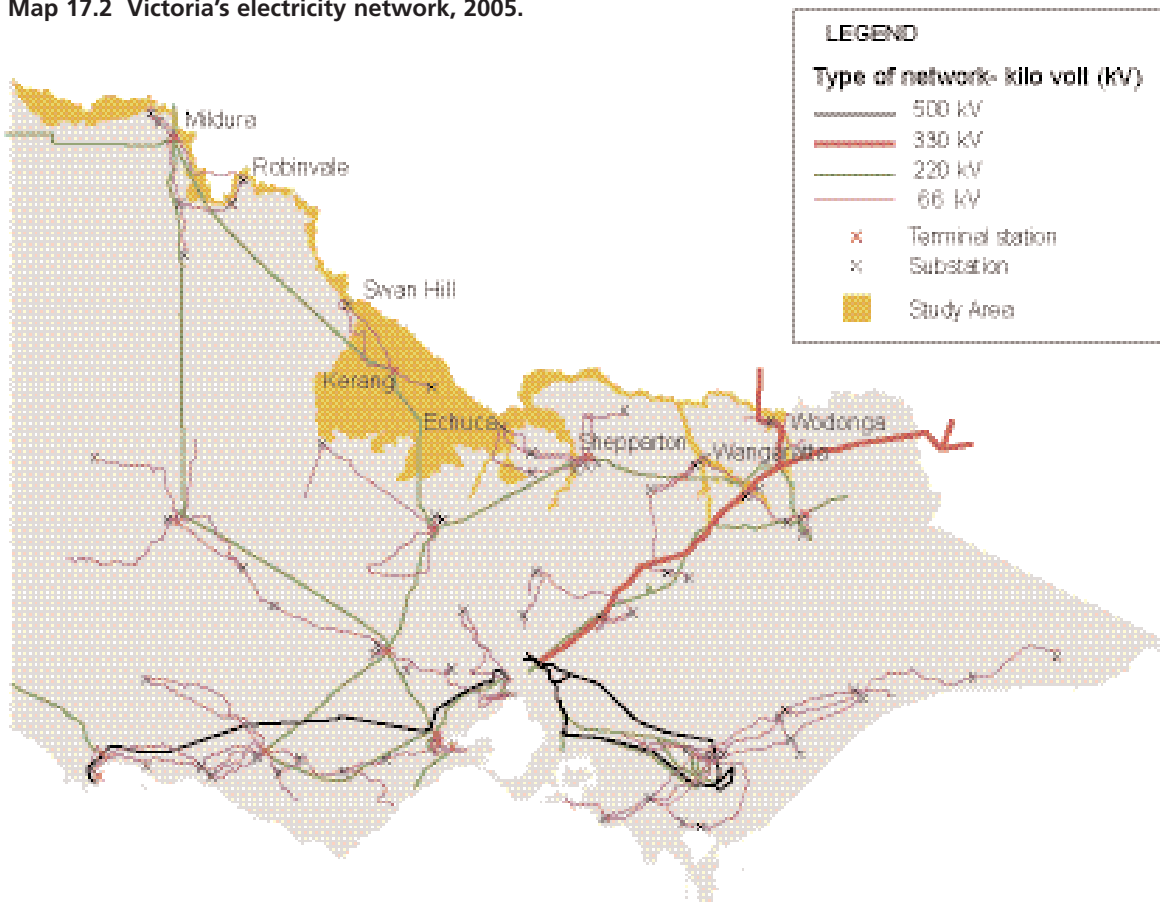 Map 17.2 Victoria's electricity network, 2005.
LEGEND
Type of network- kilo volt (kV)
500 kV
330 kV
220 kV
66 kV
Terminal station
Substation
Study Area
Mildura
Robinvale
Swan Hill
Kerang
Echuca
Shepparton
Wodonga
Wangaratta